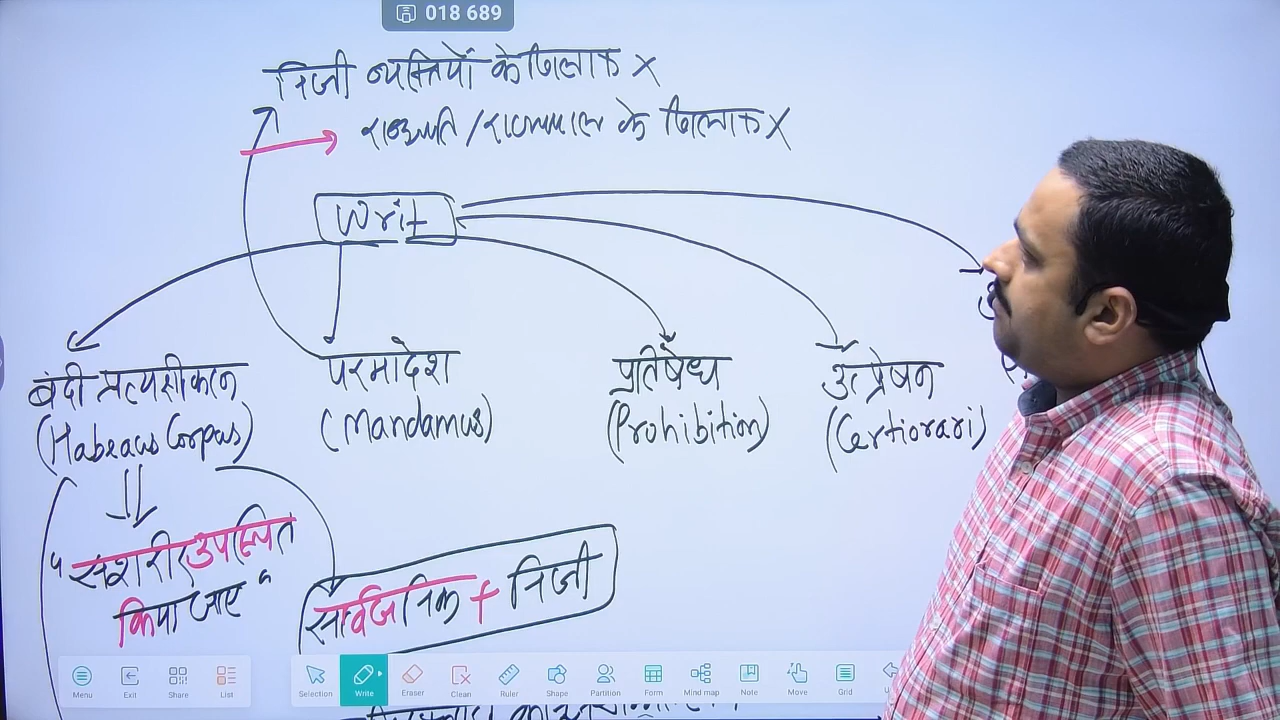 018 689
निजी व्यक्तियों के खिलाफ X
राष्ट्रपति / राज्यपाल के खिलाफ X
Writ
बंदी प्रत्यक्षीकरण
(Habeaus Corpus)
परमादेश
(Mandamus)
प्रतिषेध
(Prohibition)
उत्प्रेषण
(Certiorari)
"सशरीर उपस्थित
किया जाए"
सार्वजनिक + निजी
Menu Exit Share List Selection Write Eraser Clean Ruler Shape Partition Form Mind map Note Move Grid